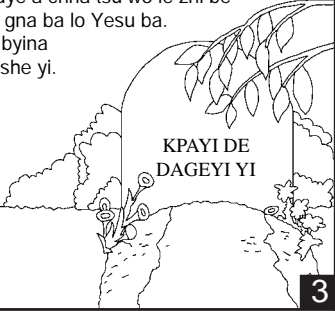 gna ba lo Yesu ba.
byina
she yi.
KPAYI DE
DAGEYI YI
3